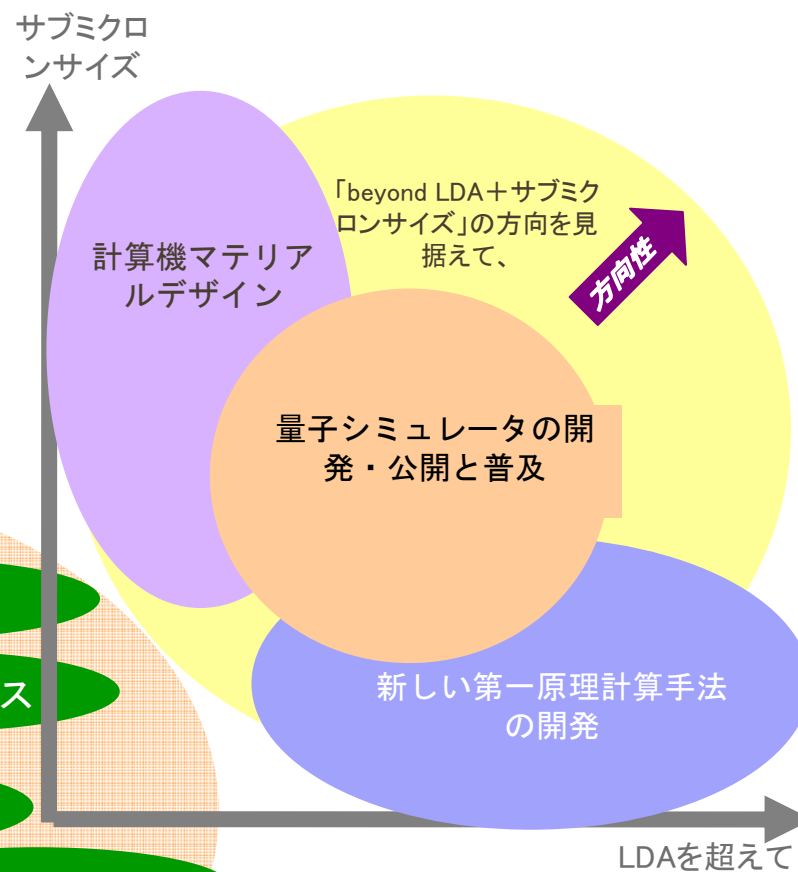 サブミクロ
ンサイズ
「beyond LDA＋サブミク
ロンサイズ」の方向を見
据えて、
方向性
計算機マテリア
ルデザイン
量子シミュレータの開
発・公開と普及
ス
新しい第一原理計算手法
の開発
LDAを超えて